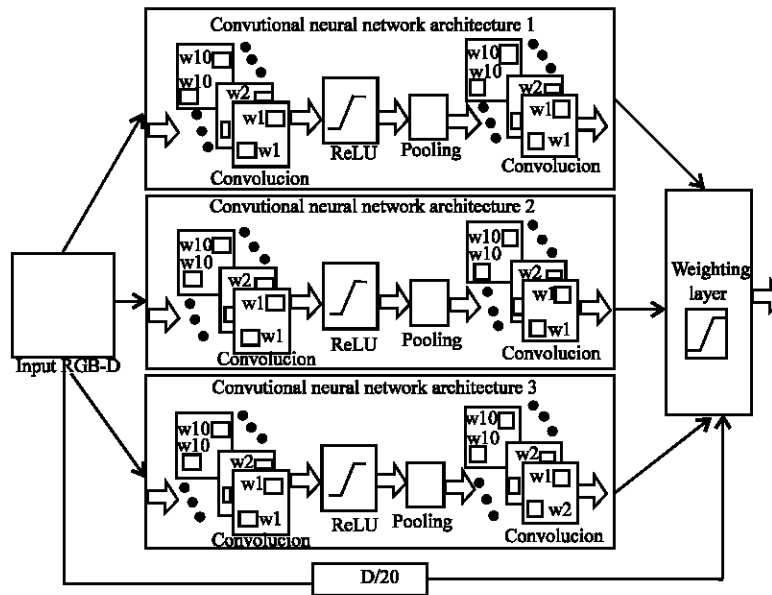 Convutional neural network architecture 1
w10
w10
w2
w1
w1
Convolucion
ReLU
Pooling
w10
w10
w2
w1
w1
Convolucion
Convutional neural network architecture 2
w10
w10
w2
w1
w1
Convolucion
ReLU
Pooling
w10
w10
w2
w1
w1
Convolucion
Input RGB-D
Weighting
layer
Convutional neural network architecture 3
w10
w10
w2
w1
w1
Convolucion
ReLU
Pooling
w10
w10
w2
w1
w2
Convolucion
D/20